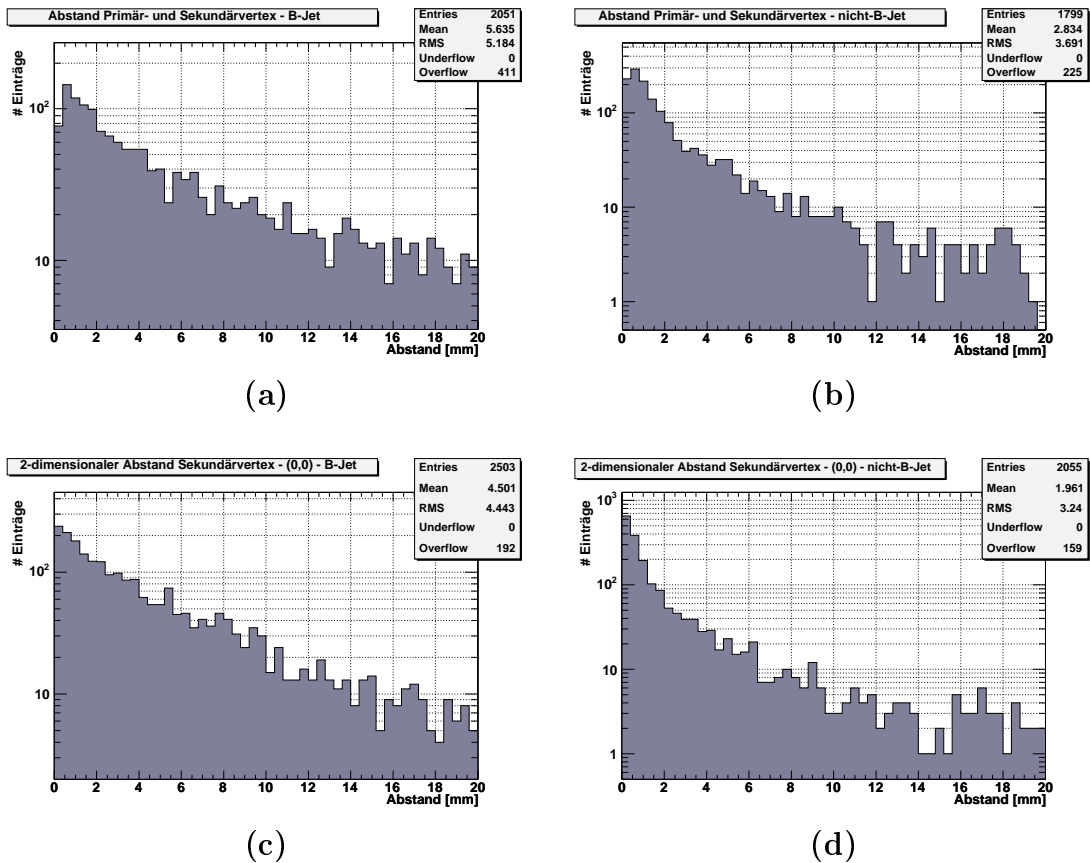 Abstand Primär- und Sekundärvertex - B-Jet
Entries 2051
Mean 5.635
RMS 5.184
Underflow 0
Overflow 411
# Einträge
10²
10
0 2 4 6 8 10 12 14 16 18 20
Abstand [mm]
(a)
Abstand Primär- und Sekundärvertex - nicht-B-Jet
Entries 1799
Mean 2.834
RMS 3.691
Underflow 0
Overflow 225
# Einträge
10²
10
1
0 2 4 6 8 10 12 14 16 18 20
Abstand [mm]
(b)
2-dimensionaler Abstand Sekundärvertex - (0,0) - B-Jet
Entries 2503
Mean 4.501
RMS 4.443
Underflow 0
Overflow 192
# Einträge
10²
10
0 2 4 6 8 10 12 14 16 18 20
Abstand [mm]
(c)
2-dimensionaler Abstand Sekundärvertex - (0,0) - nicht-B-Jet
Entries 2055
Mean 1.961
RMS 3.24
Underflow 0
Overflow 159
# Einträge
10³
10²
10
1
0 2 4 6 8 10 12 14 16 18 20
Abstand [mm]
(d)